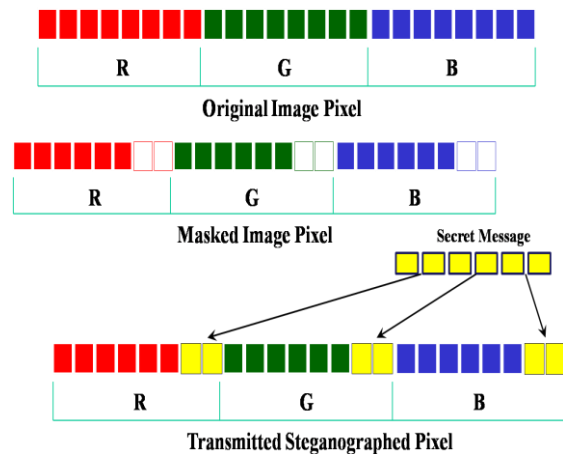 R G B
Original Image Pixel
R G B
Masked Image Pixel
Secret Message
R G B
Transmitted Steganographed Pixel